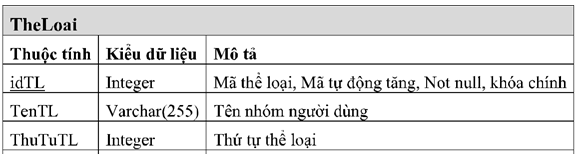 TheLoai
Thuộc tính Kiểu dữ liệu Mô tả
idTL Integer Mã thể loại, Mã tự động tăng, Not null, khóa chính
TenTL Varchar(255) Tên nhóm người dùng
ThuTuTL Integer Thứ tự thể loại